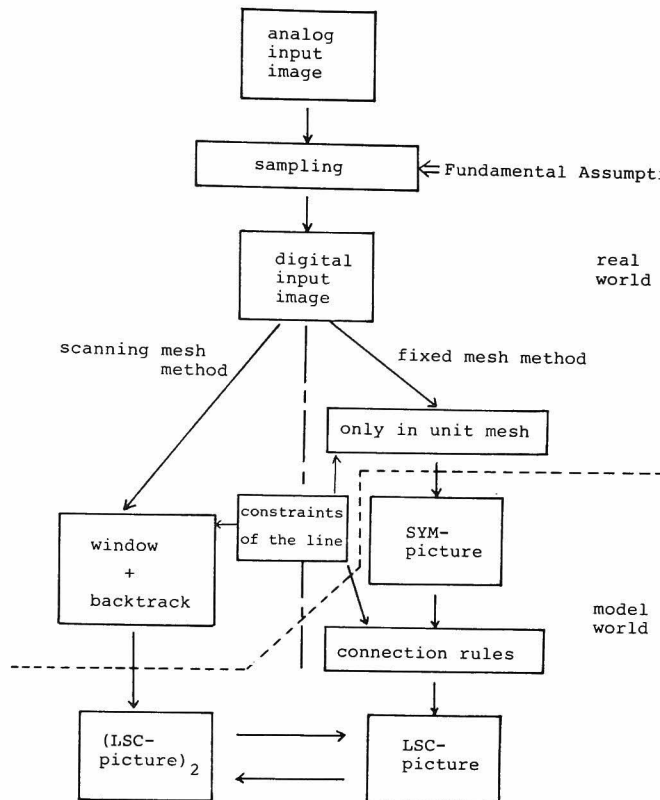 analog
input
image
sampling
Fundamental
digital
input
image
real
world
scanning mesh
method
fixed mesh method
only in unit mesh
constraints
of the line
window
+
backtrack
SYM-
picture
model
world
connection rules
(LSC-
picture)2
LSC-
picture